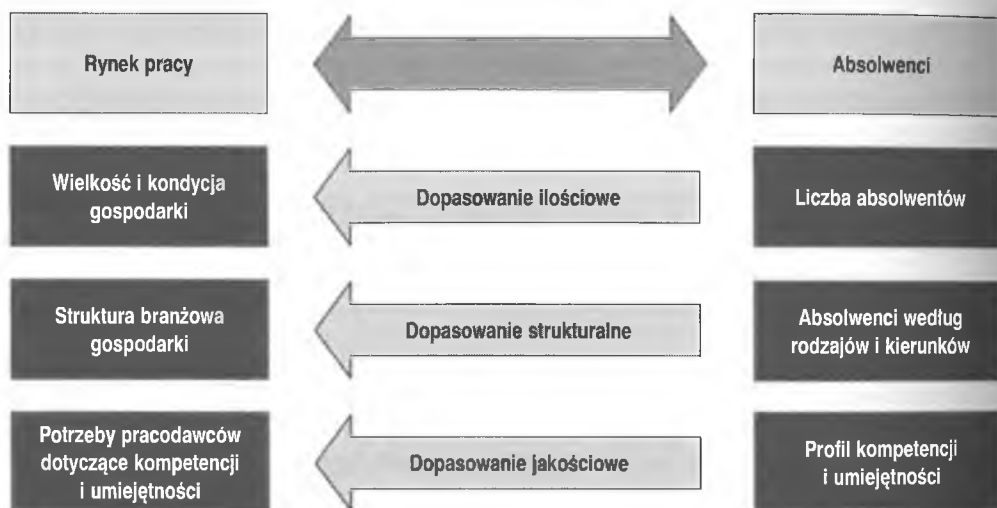 Rynek pracy
Absolwenci
Wielkość i kondycja
gospodarki
Dopasowanie ilościowe
Liczba absolwentów
Struktura branżowa
gospodarki
Dopasowanie strukturalne
Absolwenci według
rodzajów i kierunków
Potrzeby pracodawców
dotyczące kompetencji
i umiejętności
Dopasowanie jakościowe
Profil kompetencji
i umiejętności